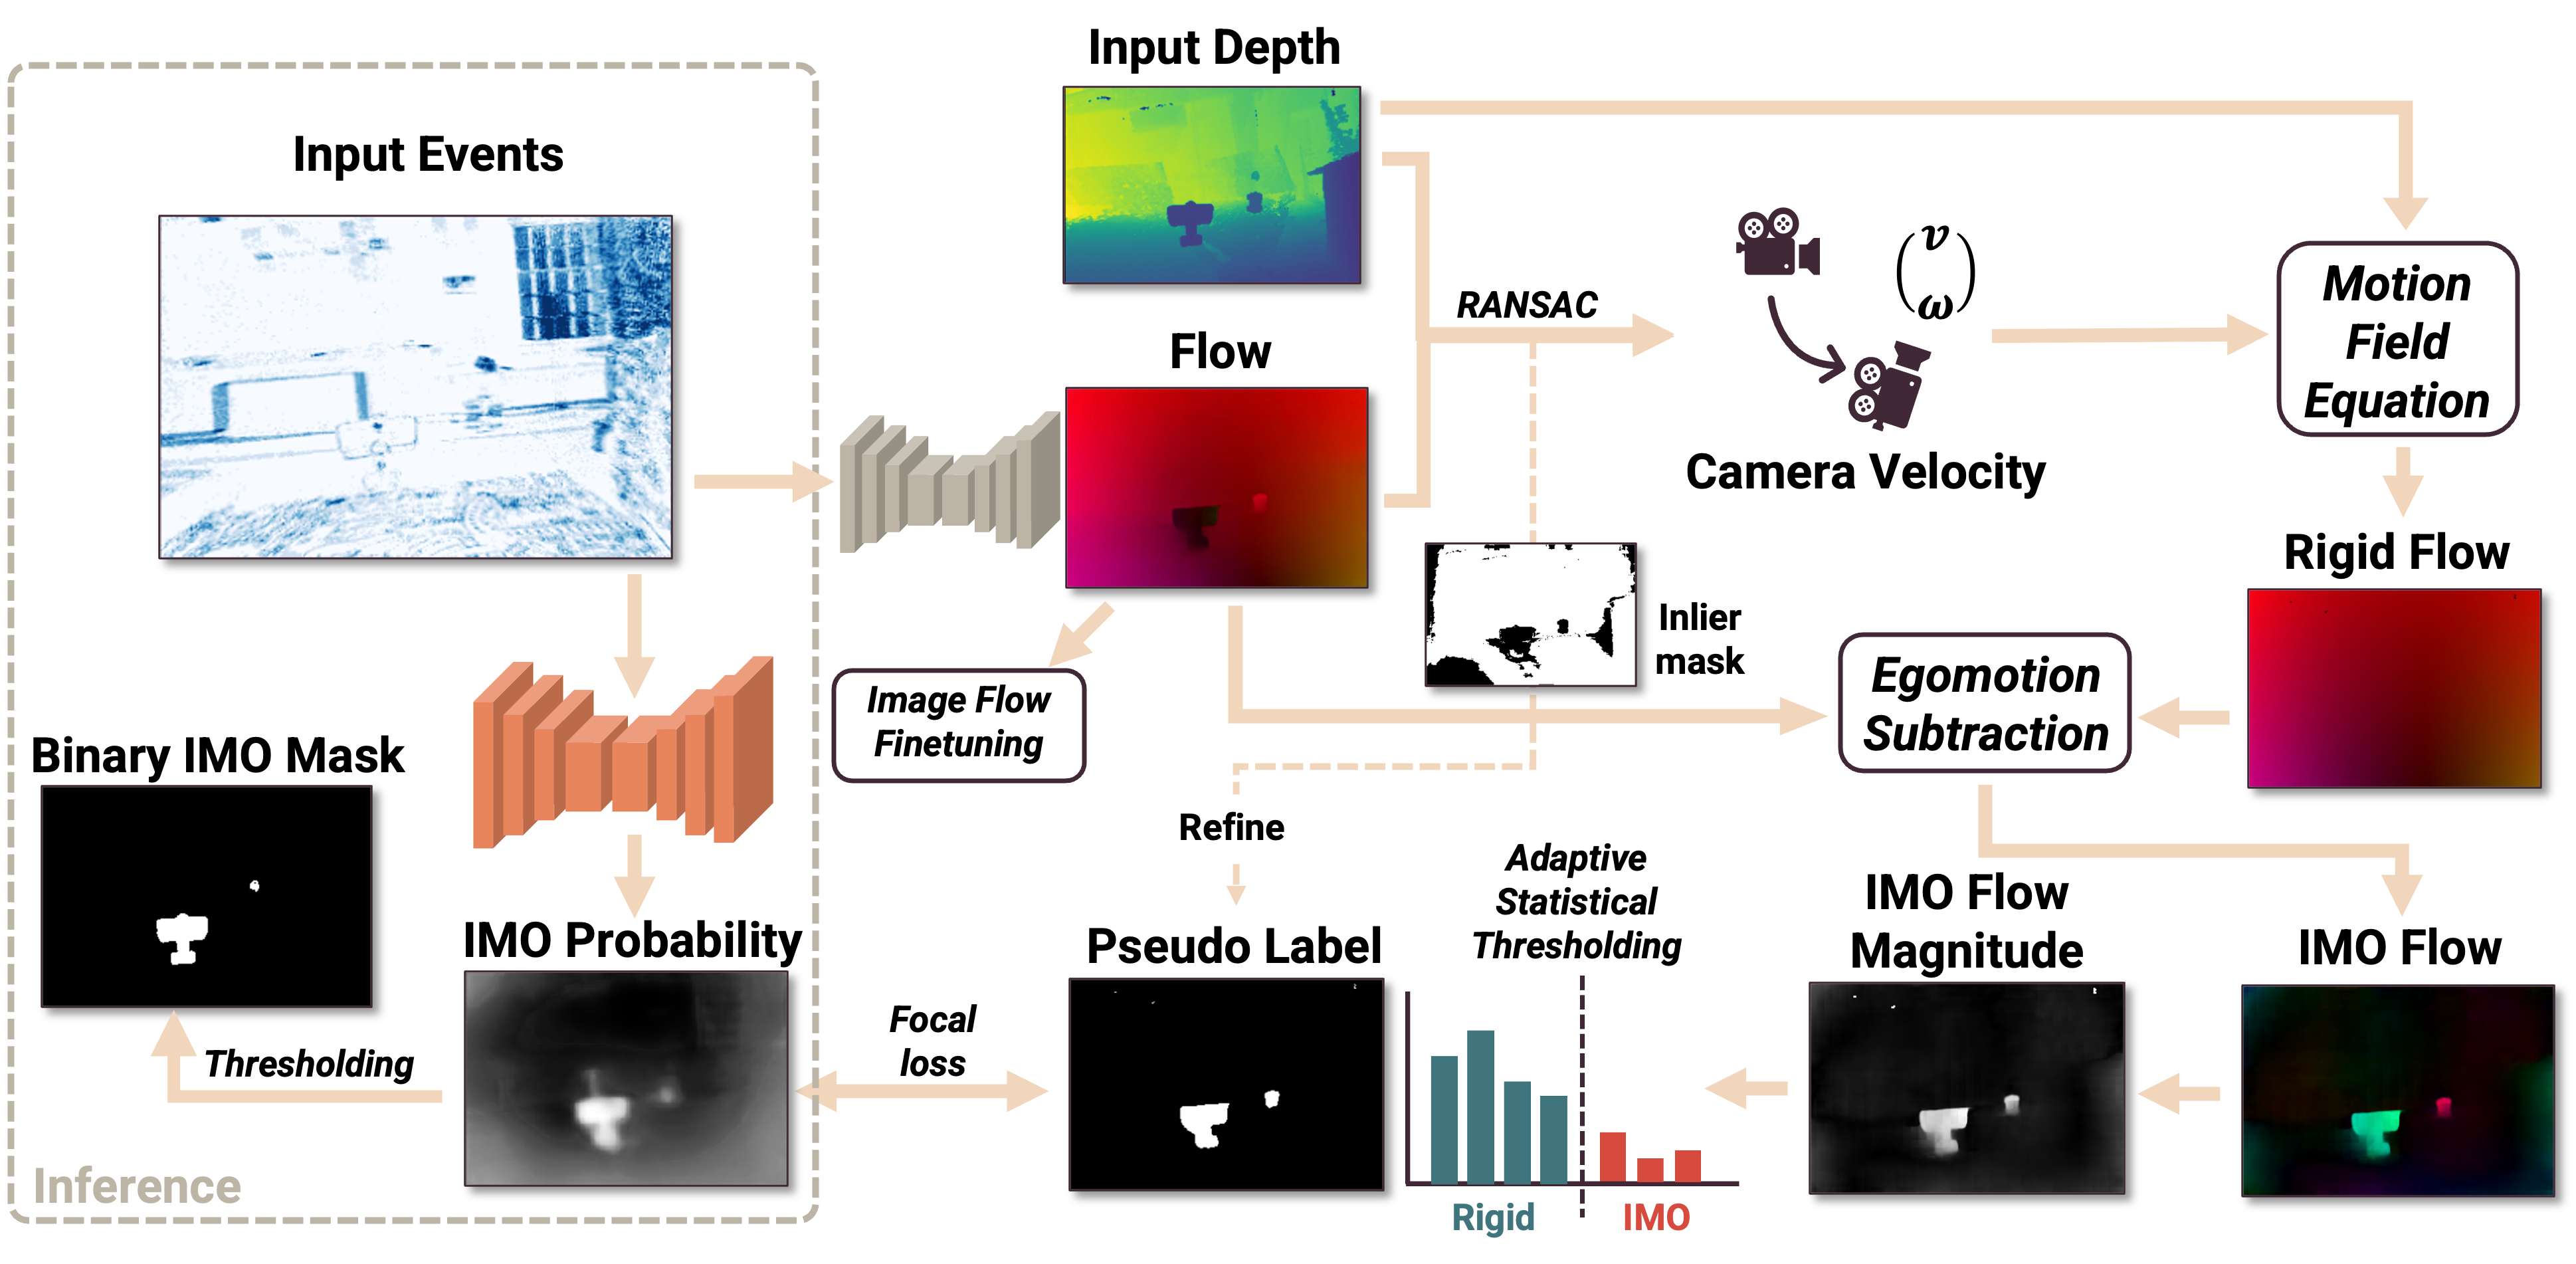 Input Depth
Input Events
RANSAC
v
ω
Motion
Field
Equation
Flow
Camera Velocity
Rigid Flow
Inlier
mask
Image Flow
Finetuning
Egomotion
Subtraction
Binary IMO Mask
Refine
Adaptive
Statistical
Thresholding
IMO Flow
Magnitude
IMO Flow
IMO Probability
Pseudo Label
Focal
loss
Thresholding
Inference
Rigid
IMO